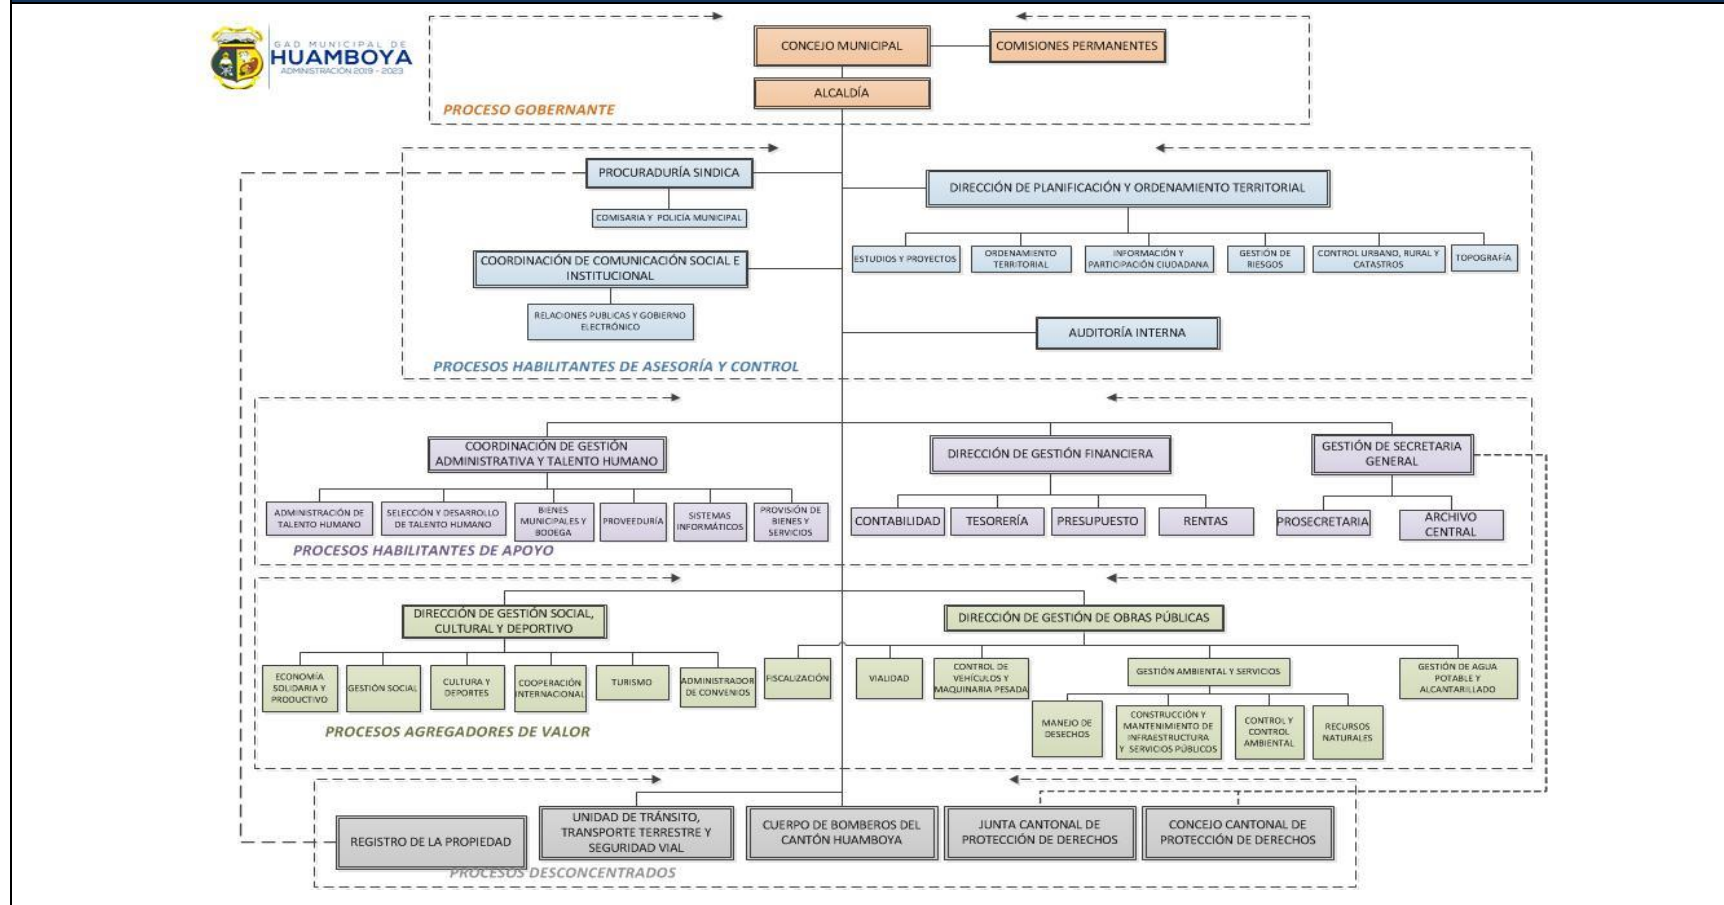 GAD MUNICIPAL DE
HUAMBOYA
ADMINISTRACIÓN 2019 - 2023
CONCEJO MUNICIPAL
COMISIONES PERMANENTES
ALCALDÍA
PROCESO GOBERNANTE
PROCURADURÍA SINDICA
DIRECCIÓN DE PLANIFICACIÓN Y ORDENAMIENTO TERRITORIAL
COMISARIA Y POLICÍA MUNICIPAL
COORDINACIÓN DE COMUNICACIÓN SOCIAL E
INSTITUCIONAL
ESTUDIOS Y PROYECTOS
ORDENAMIENTO
TERRITORIAL
INFORMACIÓN Y
PARTICIPACIÓN CIUDADANA
GESTIÓN DE
RIESGOS
CONTROL URBANO, RURAL Y
CATASTROS
TOPOGRAFÍA
RELACIONES PUBLICAS Y GOBIERNO
ELECTRÓNICO
AUDITORÍA INTERNA
PROCESOS HABILITANTES DE ASESORÍA Y CONTROL
COORDINACIÓN DE GESTIÓN
ADMINISTRATIVA Y TALENTO HUMANO
DIRECCIÓN DE GESTIÓN FINANCIERA
GESTIÓN DE SECRETARIA
GENERAL
ADMINISTRACIÓN DE
TALENTO HUMANO
SELECCIÓN Y DESARROLLO
DE TALENTO HUMANO
BIENES
MUNICIPALES Y
BODEGA
PROVEEDURÍA
SISTEMAS
INFORMÁTICOS
PROVISIÓN DE
BIENES Y
SERVICIOS
CONTABILIDAD
TESORERÍA
PRESUPUESTO
RENTAS
PROSECRETARIA
ARCHIVO
CENTRAL
PROCESOS HABILITANTES DE APOYO
DIRECCIÓN DE GESTIÓN SOCIAL,
CULTURAL Y DEPORTIVO
DIRECCIÓN DE GESTIÓN DE OBRAS PÚBLICAS
ECONOMÍA
SOLIDARIA Y
PRODUCTIVO
GESTIÓN SOCIAL
CULTURA Y
DEPORTES
COOPERACIÓN
INTERNACIONAL
TURISMO
ADMINISTRADOR
DE CONVENIOS
FISCALIZACIÓN
VIALIDAD
CONTROL DE
VEHÍCULOS Y
MAQUINARIA PESADA
GESTIÓN AMBIENTAL Y SERVICIOS
GESTIÓN DE AGUA
POTABLE Y
ALCANTARILLADO
MANEJO DE
DESECHOS
CONSTRUCCIÓN Y
MANTENIMIENTO DE
INFRAESTRUCTURA
Y SERVICIOS PÚBLICOS
CONTROL Y
CONTROL
AMBIENTAL
RECURSOS
NATURALES
PROCESOS AGREGADORES DE VALOR
REGISTRO DE LA PROPIEDAD
UNIDAD DE TRÁNSITO,
TRANSPORTE TERRESTRE Y
SEGURIDAD VIAL
CUERPO DE BOMBEROS DEL
CANTÓN HUAMBOYA
JUNTA CANTONAL DE
PROTECCIÓN DE DERECHOS
CONCEJO CANTONAL DE
PROTECCIÓN DE DERECHOS
PROCESOS DESCONCENTRADOS